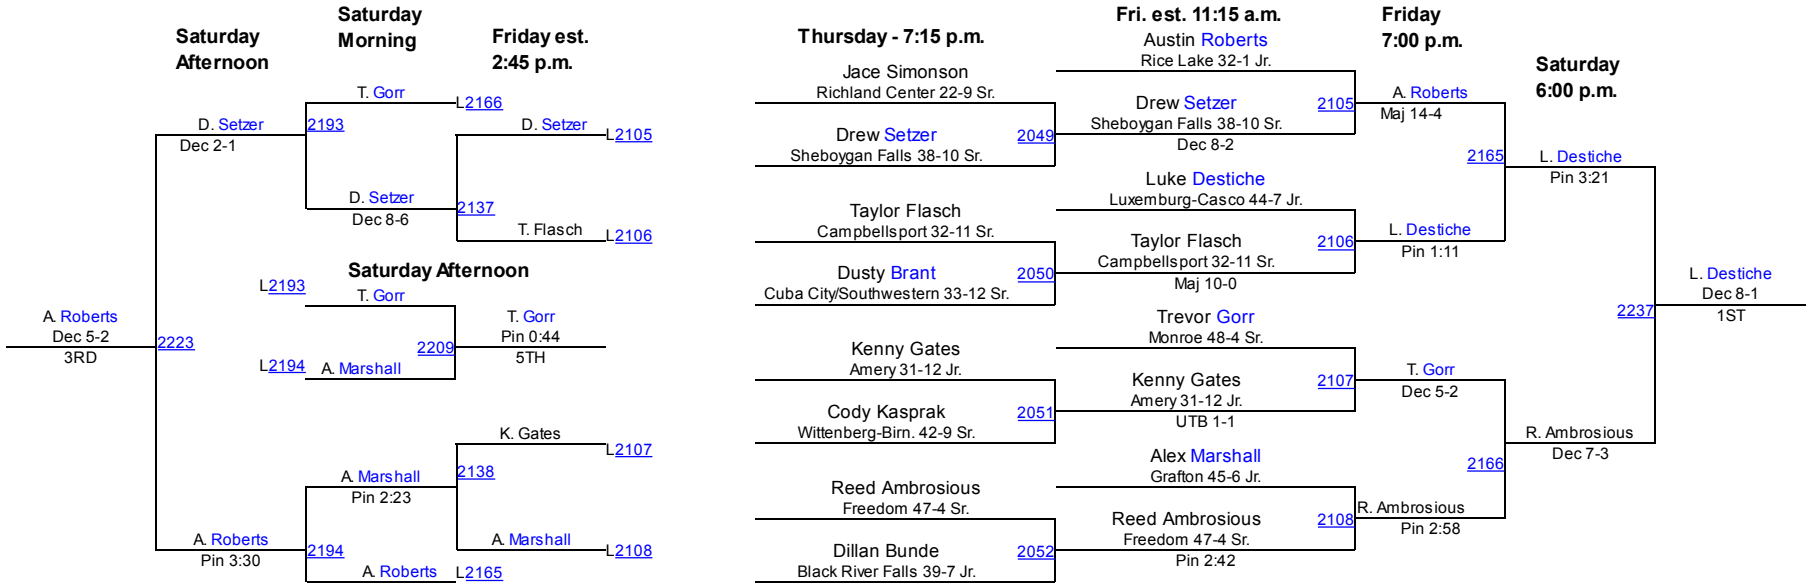 Saturday
Afternoon
Saturday
Morning
Friday est.
2:45 p.m.
T. Gorr
L2166
D. Setzer
Dec 2-1
2193
D. Setzer
L2105
D. Setzer
Dec 8-6
2137
T. Flasch
L2106
Saturday Afternoon
L2193
T. Gorr
A. Roberts
Dec 5-2
3RD
2223
T. Gorr
Pin 0:44
5TH
2209
L2194
A. Marshall
K. Gates
L2107
A. Marshall
Pin 2:23
2138
A. Roberts
Pin 3:30
2194
A. Marshall
L2108
A. Roberts
L2165
Thursday - 7:15 p.m.
Fri. est. 11:15 a.m.
Friday
7:00 p.m.
Saturday
6:00 p.m.
Austin Roberts
Rice Lake 32-1 Jr.
Jace Simonson
Richland Center 22-9 Sr.
Drew Setzer
Sheboygan Falls 38-10 Sr.
2049
Drew Setzer
Sheboygan Falls 38-10 Sr.
Dec 8-2
2105
A. Roberts
Maj 14-4
Luke Destiche
Luxemburg-Casco 44-7 Jr.
Taylor Flasch
Campbellsport 32-11 Sr.
Dusty Brant
Cuba City/Southwestern 33-12 Sr.
2050
Taylor Flasch
Campbellsport 32-11 Sr.
Maj 10-0
2106
L. Destiche
Pin 1:11
2165
L. Destiche
Pin 3:21
Trevor Gorr
Monroe 48-4 Sr.
Kenny Gates
Amery 31-12 Jr.
Cody Kasprak
Wittenberg-Birn. 42-9 Sr.
2051
Kenny Gates
Amery 31-12 Jr.
UTB 1-1
2107
T. Gorr
Dec 5-2
Alex Marshall
Grafton 45-6 Jr.
Reed Ambrosious
Freedom 47-4 Sr.
Dillan Bunde
Black River Falls 39-7 Jr.
2052
Reed Ambrosious
Freedom 47-4 Sr.
Pin 2:42
2108
R. Ambrosious
Pin 2:58
2166
R. Ambrosious
Dec 7-3
2237
L. Destiche
Dec 8-1
1ST